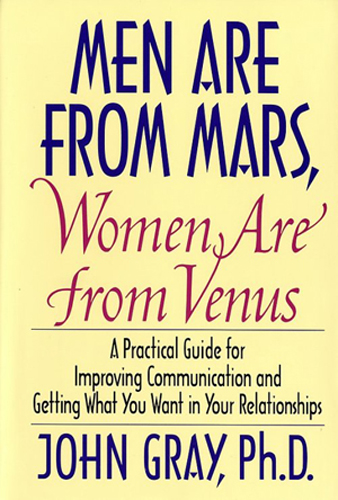 MEN ARE
FROM MARS,
Women Are
from Venus
A Practical Guide for
Improving Communication and
Getting What You Want in Your Relationships
JOHN GRAY, Ph.D.